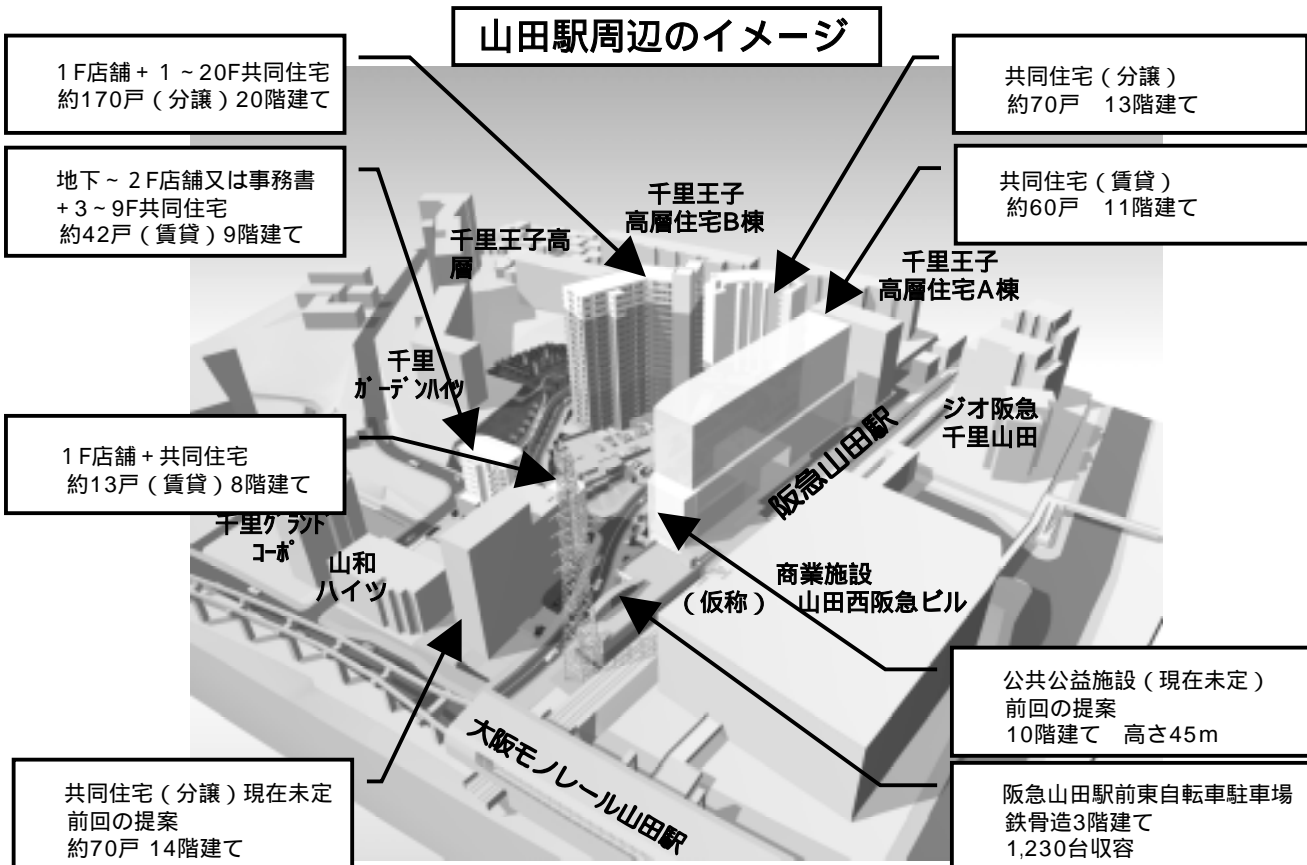 山田駅周辺のイメージ
1F店舗+ 1 ~20F共同住宅
約170戸(分譲)20階建て
共同住宅(分譲)
約70戸 13階建て
地下~ 2 F店舗又は事務書
+3~9F共同住宅
約42戸(賃貸)9階建て
共同住宅(賃貸)
約60戸 11階建て
千里王子
高層住宅B棟
千里王子高
層
千里王子
高層住宅A棟
千里
ガーデンハイツ
ジオ阪急
千里山田
阪急山田駅
1 F店舗 + 共同住宅
約13戸(賃貸)8階建て
千里グランド
コーポ
山和
ハイツ
商業施設
(仮称) 山田西阪急ビル
公共公益施設(現在未定)
前回の提案
10階建て 高さ45m
大阪モノレール山田駅
共同住宅(分譲)現在未定
前回の提案
約70戸 14階建て
阪急山田駅前東自転車駐車場
鉄骨造3階建て
1,230台収容